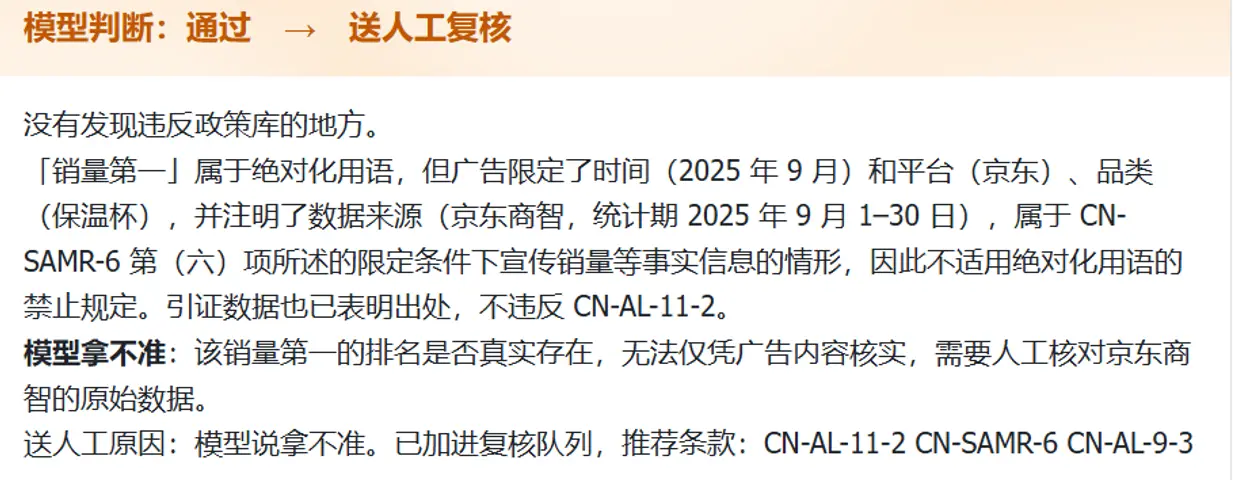 模型判断：通过 → 送人工复核
没有发现违反政策库的地方。
「销量第一」属于绝对化用语，但广告限定了时间（2025 年 9 月）和平台（京东）、品类
（保温杯），并注明了数据来源（京东商智，统计期 2025 年 9 月 1–30 日），属于 CN-
SAMR-6 第（六）项所述的限定条件下宣传销量等事实信息的情形，因此不适用绝对化用语的
禁止规定。引证数据也已表明出处，不违反 CN-AL-11-2。
模型拿不准：该销量第一的排名是否真实存在，无法仅凭广告内容核实，需要人工核对京东商
智的原始数据。
送人工原因：模型说拿不准。已加进复核队列，推荐条款：CN-AL-11-2 CN-SAMR-6 CN-AL-9-3